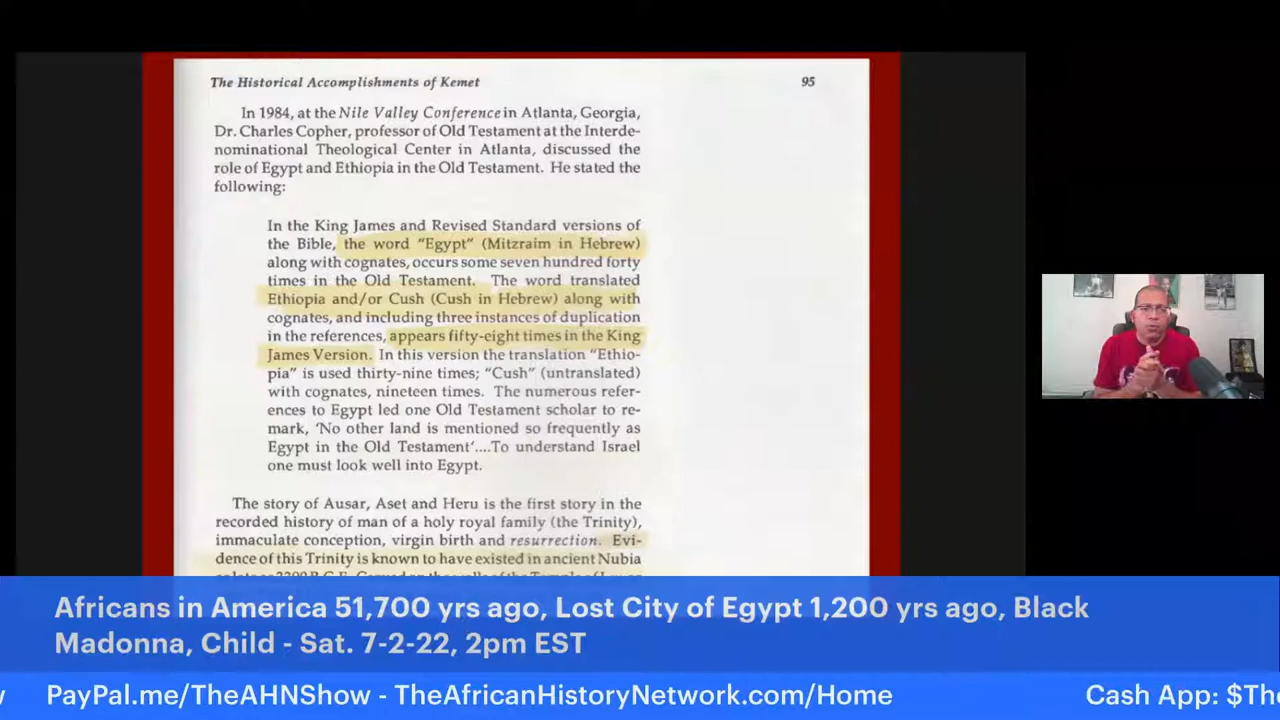 The Historical Accomplishments of Kemet 95
In 1984, at the Nile Valley Conference in Atlanta, Georgia,
Dr. Charles Copher, professor of Old Testament at the Interde-
nominational Theological Center in Atlanta, discussed the
role of Egypt and Ethiopia in the Old Testament. He stated the
following:
In the King James and Revised Standard versions of
the Bible, the word "Egypt" (Mitzraim in Hebrew)
along with cognates, occurs some seven hundred forty
times in the Old Testament. The word translated
Ethiopia and/or Cush (Cush in Hebrew) along with
cognates, and including three instances of duplication
in the references, appears fifty-eight times in the King
James Version. In this version the translation "Ethio-
pia" is used thirty-nine times; "Cush" (untranslated)
with cognates, nineteen times. The numerous refer-
ences to Egypt led one Old Testament scholar to re-
mark, 'No other land is mentioned so frequently as
Egypt in the Old Testament'....To understand Israel
one must look well into Egypt.
The story of Ausar, Aset and Heru is the first story in the
recorded history of man of a holy royal family (the Trinity),
immaculate conception, virgin birth and resurrection. Evi-
dence of this Trinity is known to have existed in ancient Nubia
Africans in America 51,700 yrs ago, Lost City of Egypt 1,200 yrs ago, Black
Madonna, Child - Sat. 7-2-22, 2pm EST
PayPal.me/TheAHNShow - TheAfricanHistoryNetwork.com/Home Cash App: $The